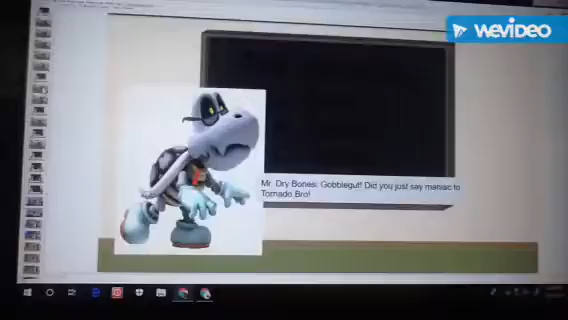 WEVIDEO
Mr. Dry Bones: Gobblegut! Did you just say maniac to
Tornado Bro!